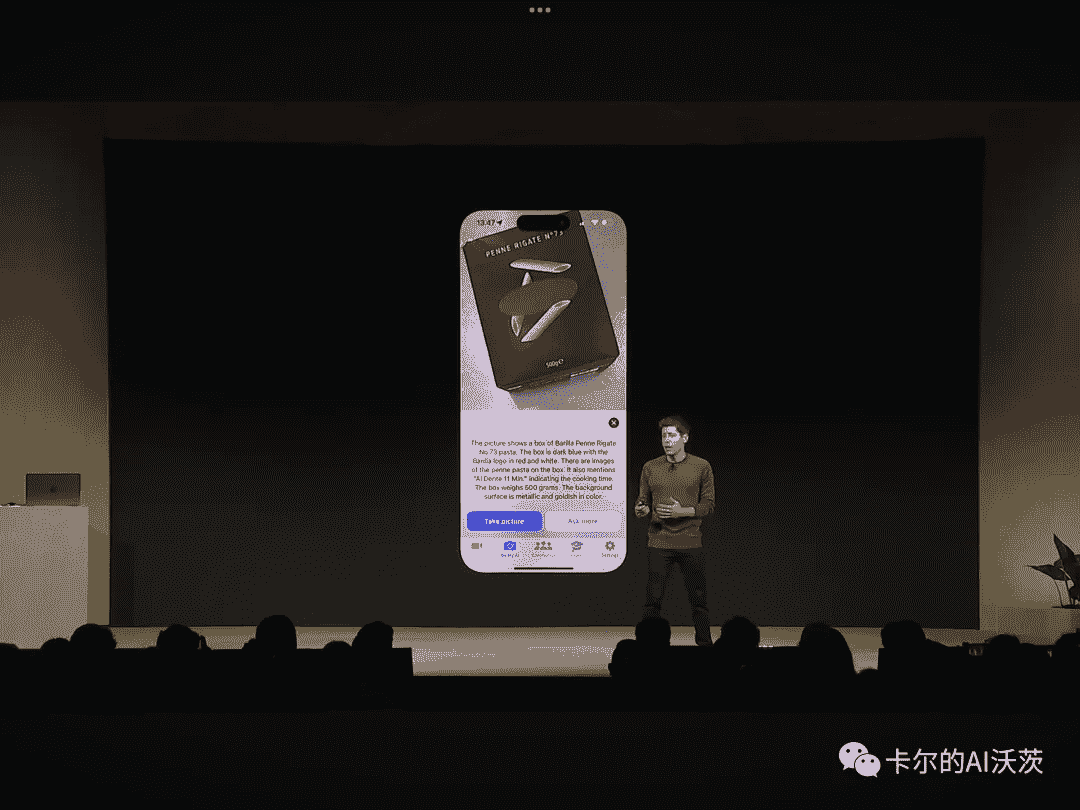 13:47
PENNE RIGATE N°73
500g℮
The picture shows a box of Barilla Penne Rigate
No 73 pasta. The box is dark blue with the
Barilla logo in red and white. There are images
of the penne pasta on the box. It also mentions
"Al Dente 11 Min." indicating the cooking time.
The box weighs 500 grams. The background
surface is metallic and goldish in color.
Take picture
Ask more
Settings
卡尔的AI沃茨